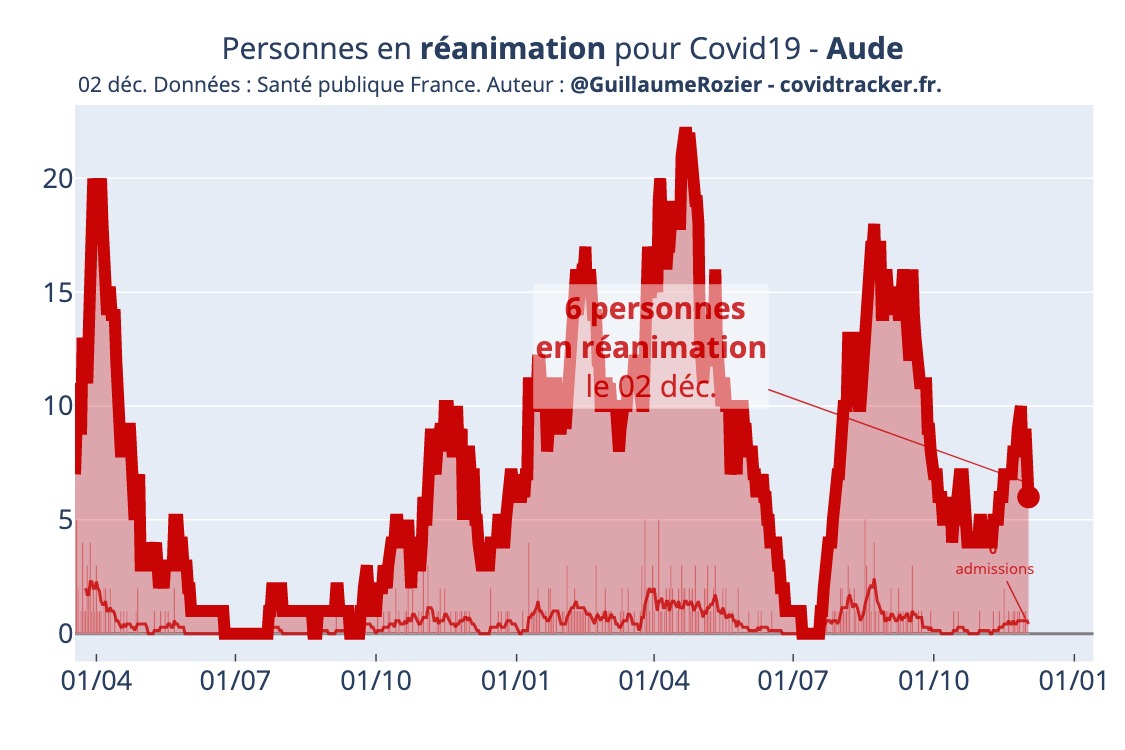 Personnes en réanimation pour Covid19 - Aude
02 déc. Données : Santé publique France. Auteur : @GuillaumeRozier - covidtracker.fr.
20
15
10
5
0
6 personnes
en réanimation
le 02 déc.
admissions
01/04
01/07
01/10
01/01
01/04
01/07
01/10
01/01